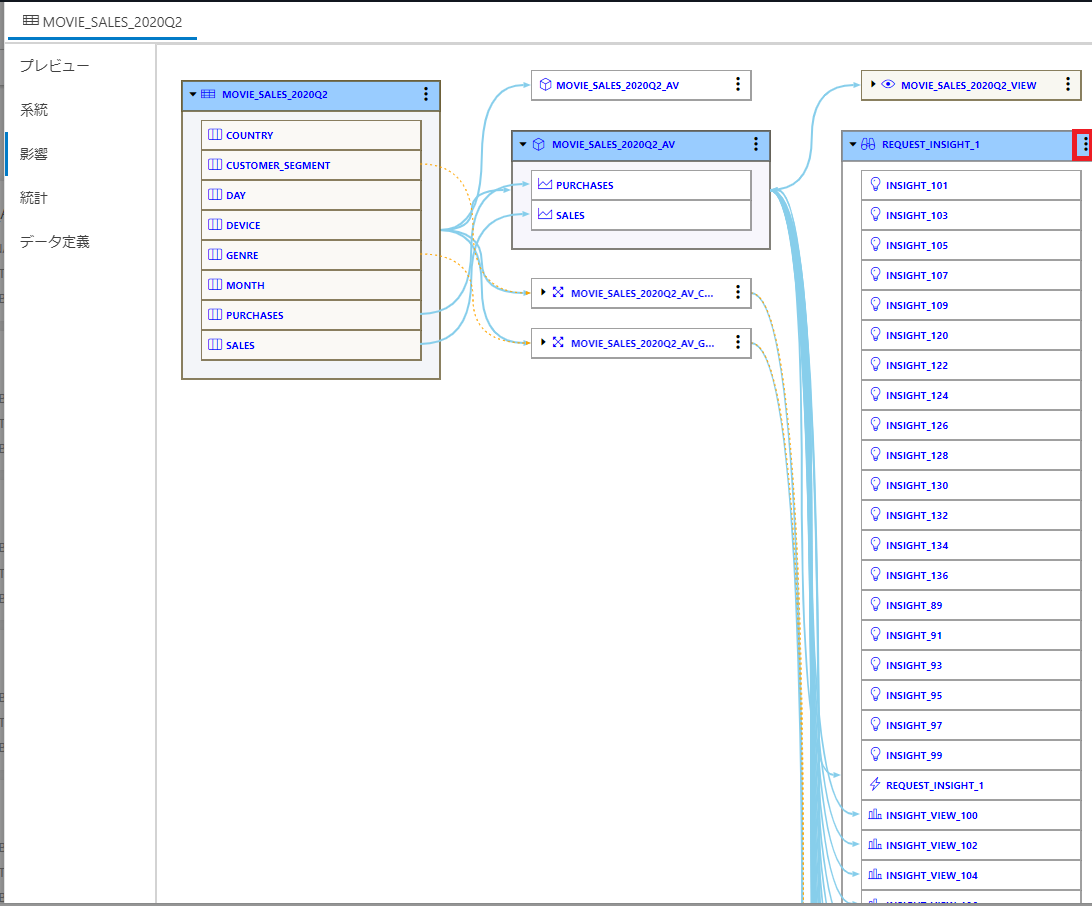 MOVIE_SALES_2020Q2
プレビュー
系統
影響
統計
データ定義
MOVIE_SALES_2020Q2
COUNTRY
CUSTOMER_SEGMENT
DAY
DEVICE
GENRE
MONTH
PURCHASES
SALES
MOVIE_SALES_2020Q2_AV
MOVIE_SALES_2020Q2_AV
PURCHASES
SALES
MOVIE_SALES_2020Q2_AV_C...
MOVIE_SALES_2020Q2_AV_G...
MOVIE_SALES_2020Q2_VIEW
REQUEST_INSIGHT_1
INSIGHT_101
INSIGHT_103
INSIGHT_105
INSIGHT_107
INSIGHT_109
INSIGHT_120
INSIGHT_122
INSIGHT_124
INSIGHT_126
INSIGHT_128
INSIGHT_130
INSIGHT_132
INSIGHT_134
INSIGHT_136
INSIGHT_89
INSIGHT_91
INSIGHT_93
INSIGHT_95
INSIGHT_97
INSIGHT_99
REQUEST_INSIGHT_1
INSIGHT_VIEW_100
INSIGHT_VIEW_102
INSIGHT_VIEW_104